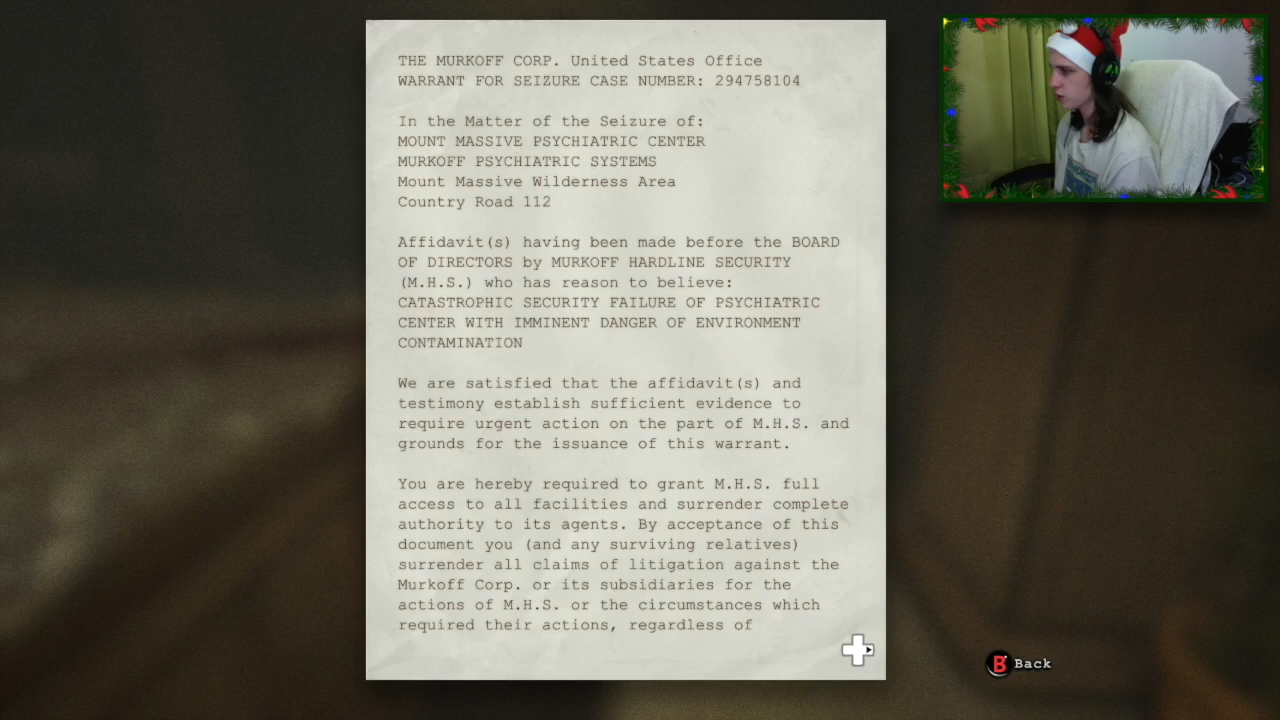 THE MURKOFF CORP. United States Office
WARRANT FOR SEIZURE CASE NUMBER: 294758104
In the Matter of the Seizure of:
MOUNT MASSIVE PSYCHIATRIC CENTER
MURKOFF PSYCHIATRIC SYSTEMS
Mount Massive Wilderness Area
Country Road 112
Affidavit(s) having been made before the BOARD
OF DIRECTORS by MURKOFF HARDLINE SECURITY
(M.H.S.) who has reason to believe:
CATASTROPHIC SECURITY FAILURE OF PSYCHIATRIC
CENTER WITH IMMINENT DANGER OF ENVIRONMENT
CONTAMINATION
We are satisfied that the affidavit(s) and
testimony establish sufficient evidence to
require urgent action on the part of M.H.S. and
grounds for the issuance of this warrant.
You are hereby required to grant M.H.S. full
access to all facilities and surrender complete
authority to its agents. By acceptance of this
document you (and any surviving relatives)
surrender all claims of litigation against the
Murkoff Corp. or its subsidiaries for the
actions of M.H.S. or the circumstances which
required their actions, regardless of
B Back